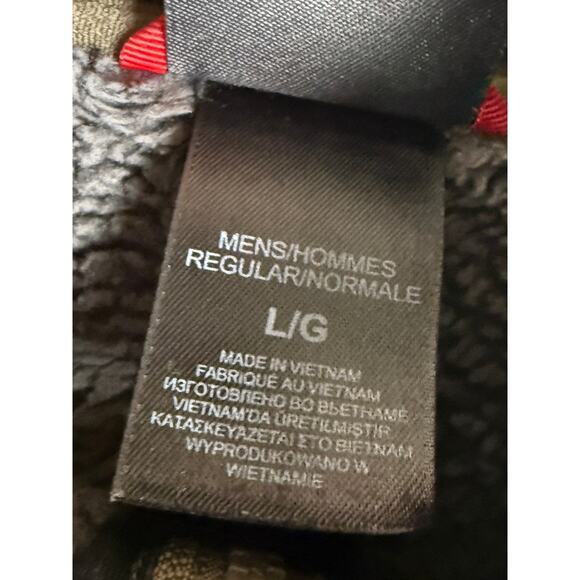 MENS/HOMMES
REGULAR/NORMALE
L/G
MADE IN VIETNAM
FABRIQUÉ AU VIETNAM
ИЗГОТОВЛЕНО ВО ВЬЕТНАМЕ
VIETNAM'DA ÜRETILMIŞTIR
ΚΑΤΑΣΚΕΥΑΖΕΤΑΙ ΣΤΟ ΒΙΕΤΝΑΜ
WYPRODUKOWANO W
WIETNAMIE